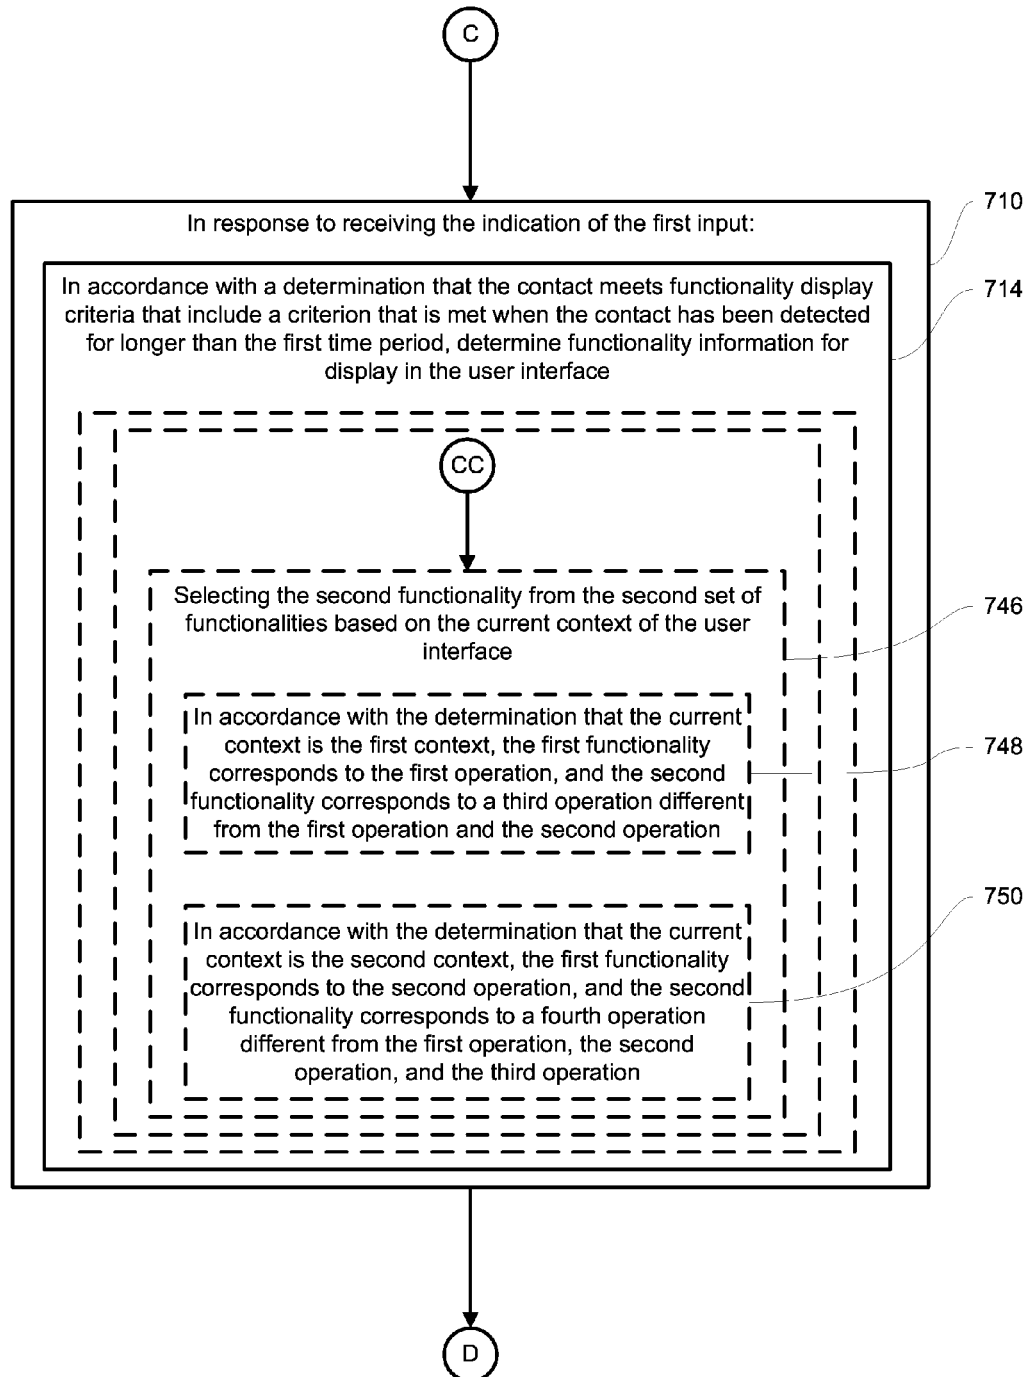 C
In response to receiving the indication of the first input:
710
In accordance with a determination that the contact meets functionality display
criteria that include a criterion that is met when the contact has been detected
for longer than the first time period, determine functionality information for
display in the user interface
714
CC
Selecting the second functionality from the second set of
functionalities based on the current context of the user
interface
746
In accordance with the determination that the current
context is the first context, the first functionality
corresponds to the first operation, and the second
functionality corresponds to a third operation different
from the first operation and the second operation
748
In accordance with the determination that the current
context is the second context, the first functionality
corresponds to the second operation, and the second
functionality corresponds to a fourth operation
different from the first operation, the second
operation, and the third operation
750
D